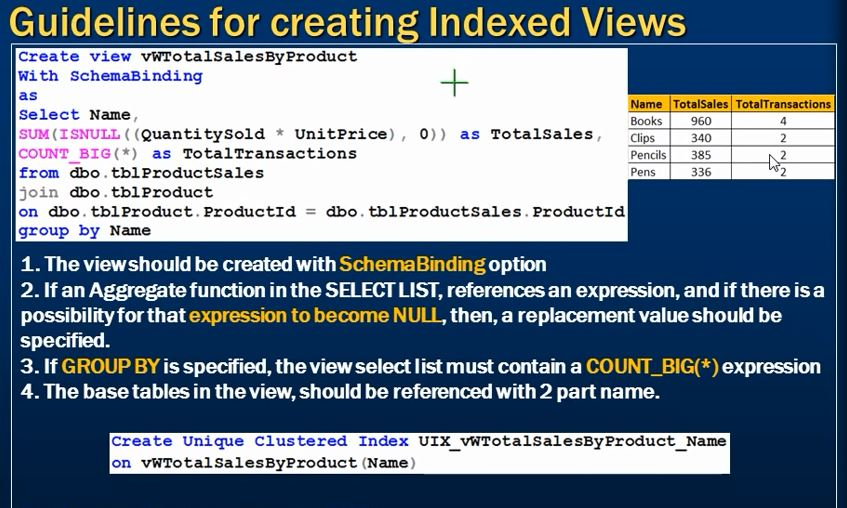 Guidelines for creating Indexed Views
Create view vWTotalSalesByProduct
With SchemaBinding
as
Select Name,
SUM(ISNULL((QuantitySold * UnitPrice), 0)) as TotalSales,
COUNT_BIG(*) as TotalTransactions
from dbo.tblProductSales
join dbo.tblProduct
on dbo.tblProduct.ProductId = dbo.tblProductSales.ProductId
group by Name
Name TotalSales TotalTransactions
Books 960 4
Clips 340 2
Pencils 385 2
Pens 336 2
1. The view should be created with SchemaBinding option
2. If an Aggregate function in the SELECT LIST, references an expression, and if there is a
possibility for that expression to become NULL, then, a replacement value should be
specified.
3. If GROUP BY is specified, the view select list must contain a COUNT_BIG(*) expression
4. The base tables in the view, should be referenced with 2 part name.
Create Unique Clustered Index UIX_vWTotalSalesByProduct_Name
on vWTotalSalesByProduct(Name)